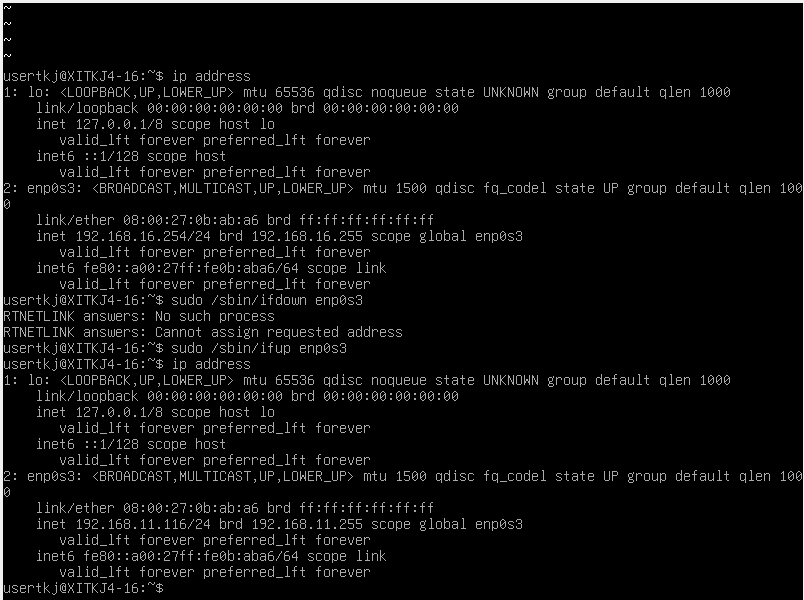 ~
~
~
~
usertkj@XITKJ4-16:~$ ip address
1: lo: <LOOPBACK,UP,LOWER_UP> mtu 65536 qdisc noqueue state UNKNOWN group default qlen 1000
    link/loopback 00:00:00:00:00:00 brd 00:00:00:00:00:00
    inet 127.0.0.1/8 scope host lo
       valid_lft forever preferred_lft forever
    inet6 ::1/128 scope host
       valid_lft forever preferred_lft forever
2: enp0s3: <BROADCAST,MULTICAST,UP,LOWER_UP> mtu 1500 qdisc fq_codel state UP group default qlen 100
0
    link/ether 08:00:27:0b:ab:a6 brd ff:ff:ff:ff:ff:ff
    inet 192.168.16.254/24 brd 192.168.16.255 scope global enp0s3
       valid_lft forever preferred_lft forever
    inet6 fe80::a00:27ff:fe0b:aba6/64 scope link
       valid_lft forever preferred_lft forever
usertkj@XITKJ4-16:~$ sudo /sbin/ifdown enp0s3
RTNETLINK answers: No such process
RTNETLINK answers: Cannot assign requested address
usertkj@XITKJ4-16:~$ sudo /sbin/ifup enp0s3
usertkj@XITKJ4-16:~$ ip address
1: lo: <LOOPBACK,UP,LOWER_UP> mtu 65536 qdisc noqueue state UNKNOWN group default qlen 1000
    link/loopback 00:00:00:00:00:00 brd 00:00:00:00:00:00
    inet 127.0.0.1/8 scope host lo
       valid_lft forever preferred_lft forever
    inet6 ::1/128 scope host
       valid_lft forever preferred_lft forever
2: enp0s3: <BROADCAST,MULTICAST,UP,LOWER_UP> mtu 1500 qdisc fq_codel state UP group default qlen 100
0
    link/ether 08:00:27:0b:ab:a6 brd ff:ff:ff:ff:ff:ff
    inet 192.168.11.116/24 brd 192.168.11.255 scope global enp0s3
       valid_lft forever preferred_lft forever
    inet6 fe80::a00:27ff:fe0b:aba6/64 scope link
       valid_lft forever preferred_lft forever
usertkj@XITKJ4-16:~$